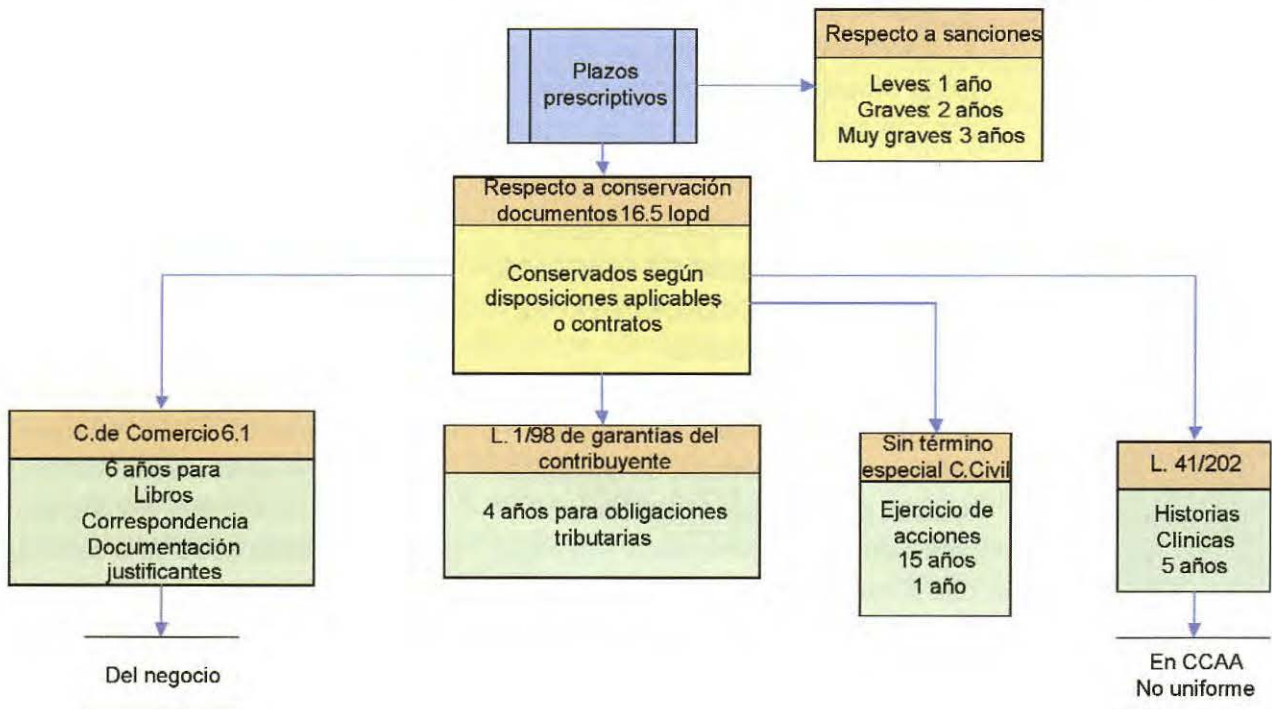 Plazos
prescriptivos
Respecto a sanciones
Leves: 1 año
Graves: 2 años
Muy graves: 3 años
Respecto a conservación
documentos 16.5 lopd
Conservados según
disposiciones aplicables
o contratos
C.de Comercio 6.1
6 años para
Libros
Correspondencia
Documentación
justificantes
Del negocio
L. 1/98 de garantías del
contribuyente
4 años para obligaciones
tributarias
Sin término
especial C.Civil
Ejercicio de
acciones
15 años
1 año
L. 41/202
Historias
Clínicas
5 años
En CCAA
No uniforme